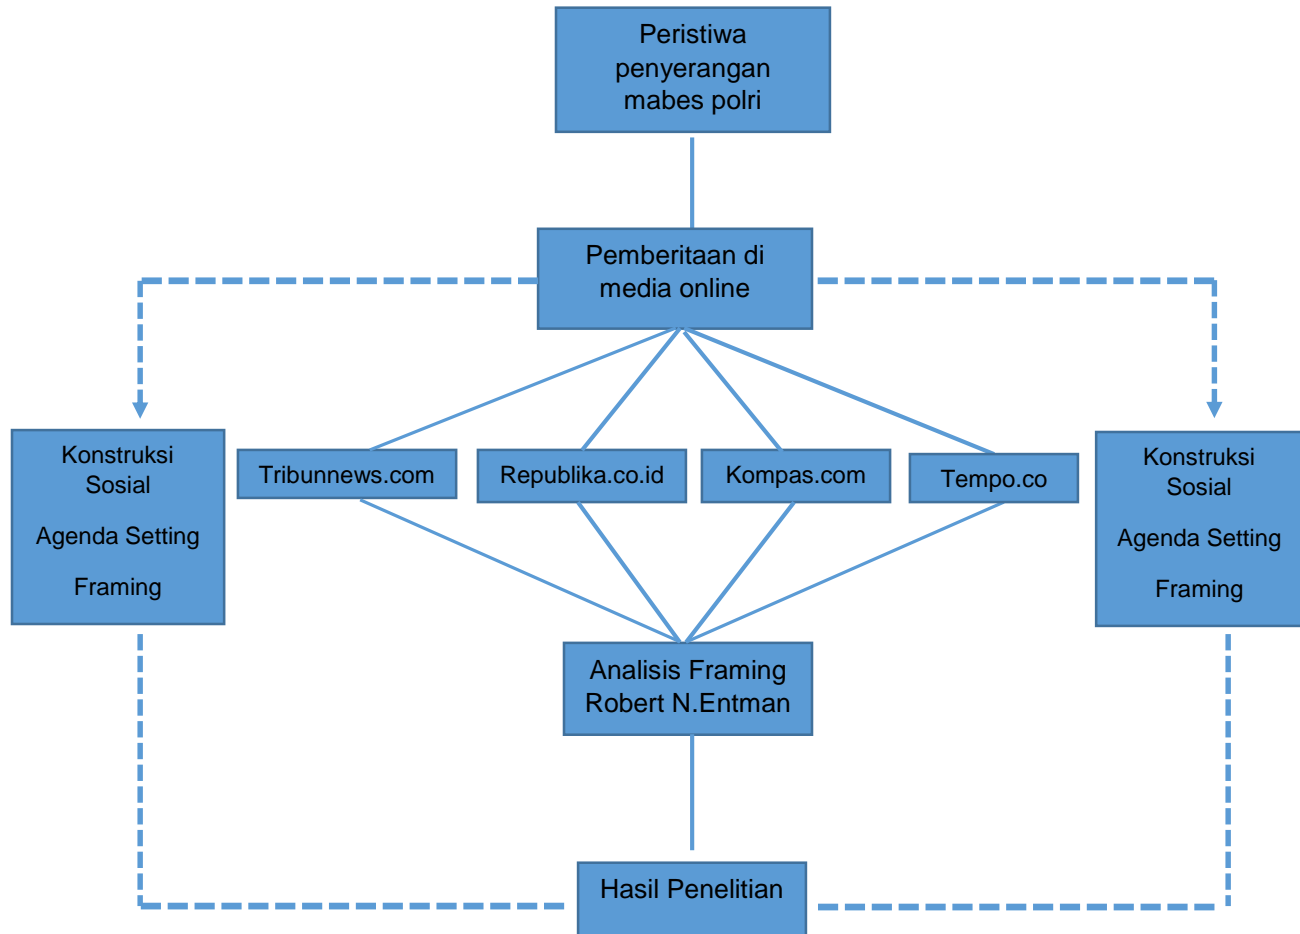 Peristiwa
penyerangan
mabes polri
Pemberitaan di
media online
Konstruksi
Sosial
Agenda Setting
Framing
Tribunnews.com
Republika.co.id
Kompas.com
Tempo.co
Konstruksi
Sosial
Agenda Setting
Framing
Analisis Framing
Robert N.Entman
Hasil Penelitian